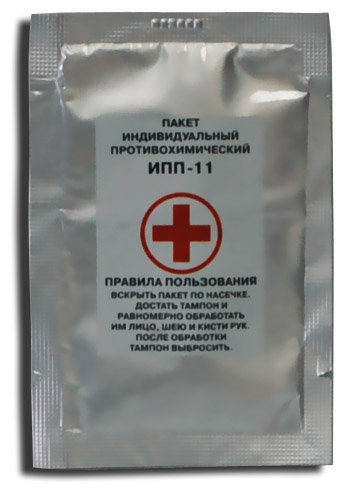 ПАКЕТ
ИНДИВИДУАЛЬНЫЙ
ПРОТИВОХИМИЧЕСКИЙ
ИПП-11
ПРАВИЛА ПОЛЬЗОВАНИЯ
ВСКРЫТЬ ПАКЕТ ПО НАСЕЧКЕ.
ДОСТАТЬ ТАМПОН И
РАВНОМЕРНО ОБРАБОТАТЬ
ИМ ЛИЦО, ШЕЮ И КИСТИ РУК.
ПОСЛЕ ОБРАБОТКИ
ТАМПОН ВЫБРОСИТЬ.